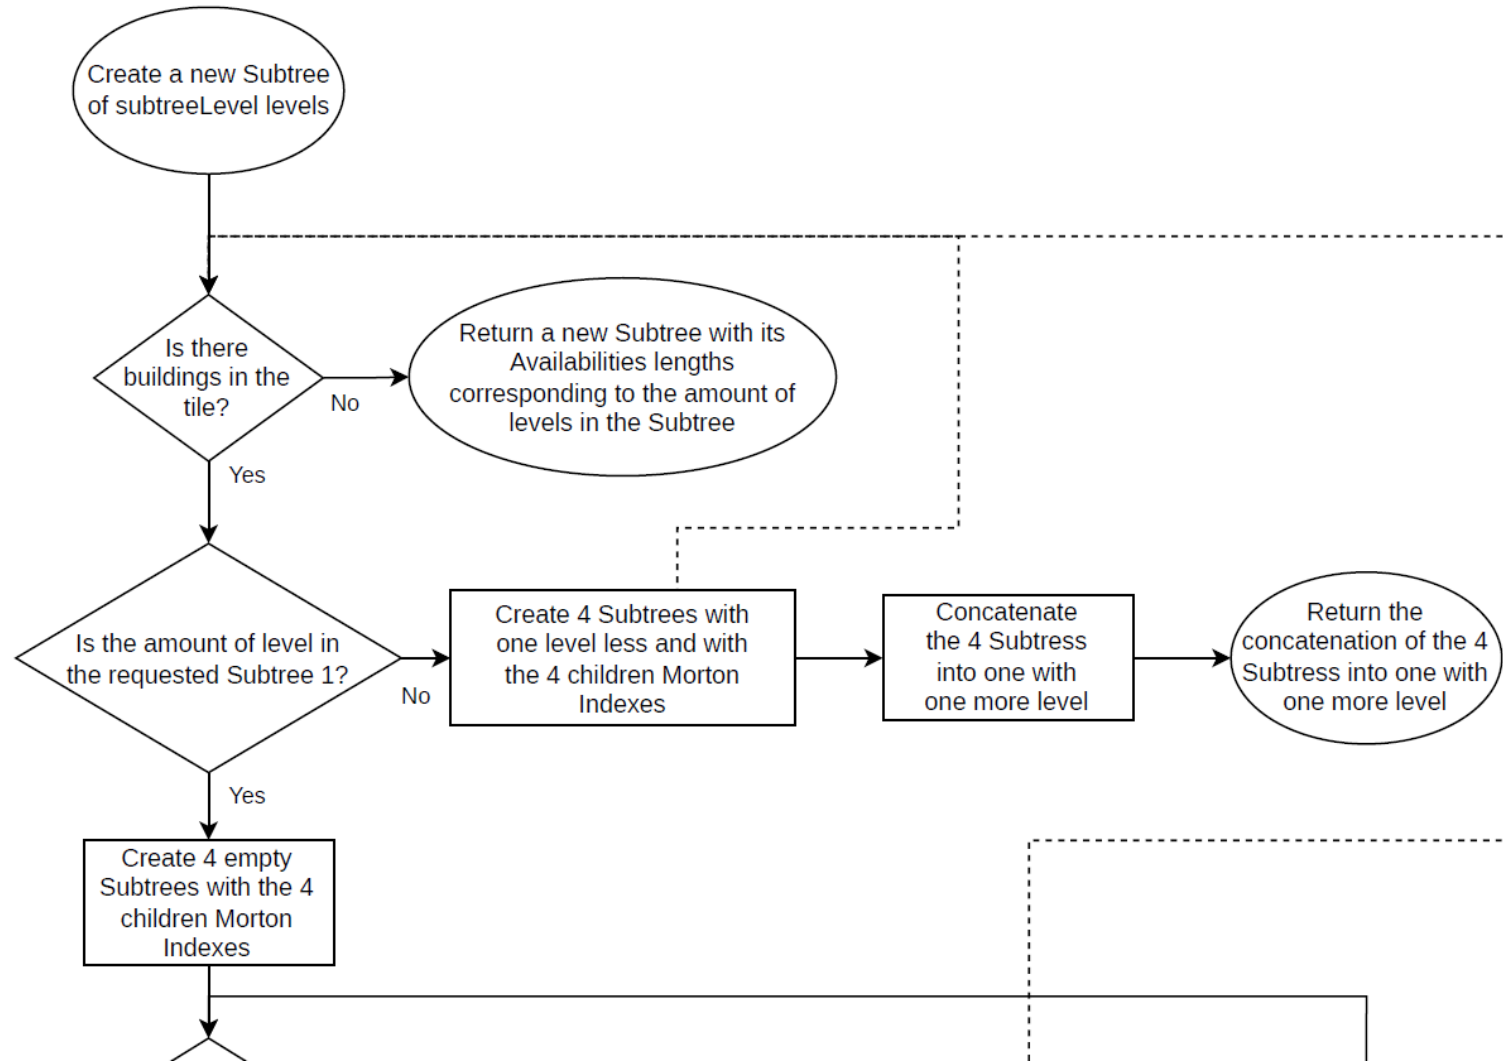 Create a new Subtree
of subtreeLevel levels
Is there
buildings in the
tile?
No
Return a new Subtree with its
Availabilities lengths
corresponding to the amount of
levels in the Subtree
Yes
Is the amount of level in
the requested Subtree 1?
No
Create 4 Subtrees with
one level less and with
the 4 children Morton
Indexes
Concatenate
the 4 Subtress
into one with
one more level
Return the
concatenation of the 4
Subtress into one with
one more level
Yes
Create 4 empty
Subtrees with the 4
children Morton
Indexes